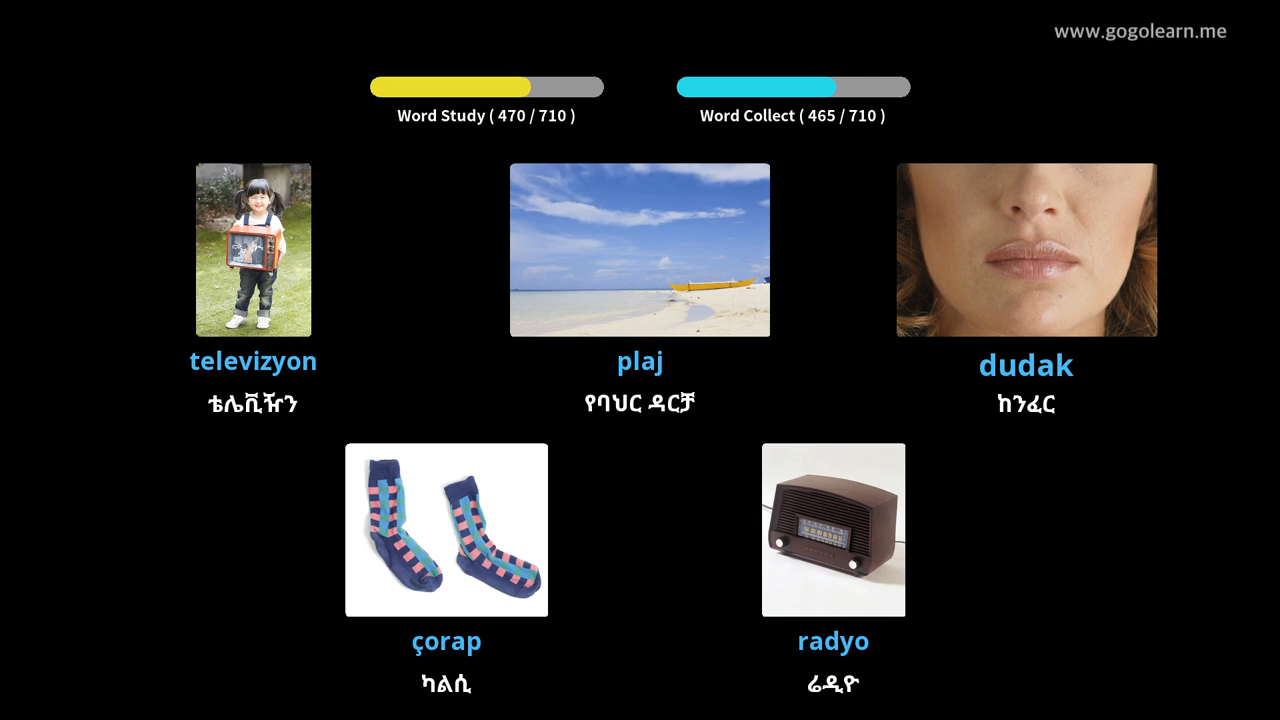 www.gogolearn.me
Word Study ( 470 / 710 )
Word Collect ( 465 / 710 )
televizyon
ቴሌቪዥን
plaj
የባህር ዳርቻ
dudak
ከንፈር
çorap
ካልሲ
radyo
ሬዲዮ